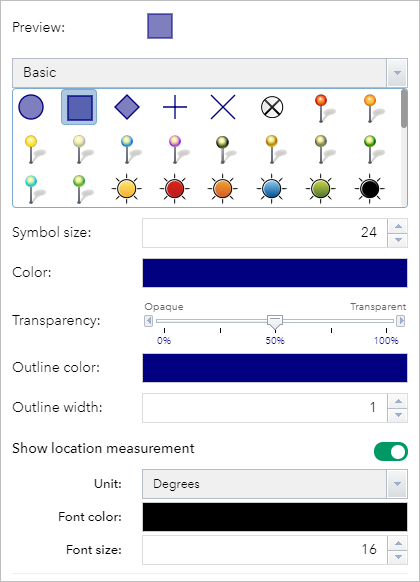 Preview:
Basic
Symbol size: 24
Color:
Opaque Transparent
Transparency:
0% 50% 100%
Outline color:
Outline width: 1
Show location measurement
Unit: Degrees
Font color:
Font size: 16